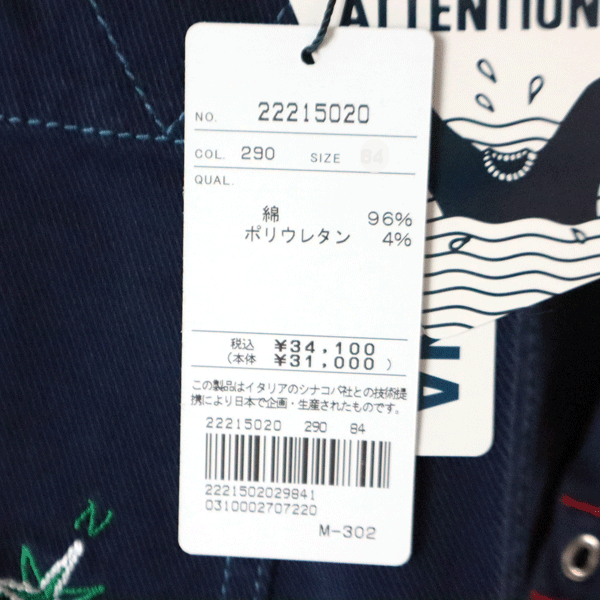 ATTENTION
NO. 22215020
COL. 290 SIZE 84
QUAL.
綿 96%
ポリウレタン 4%
税込 ¥34,100
(本体 ¥31,000)
この製品はイタリアのシナコバ社との技術提
携により日本で企画・生産されたものです。
22215020 290 84
2221502029841
0310002707220
M-302
N